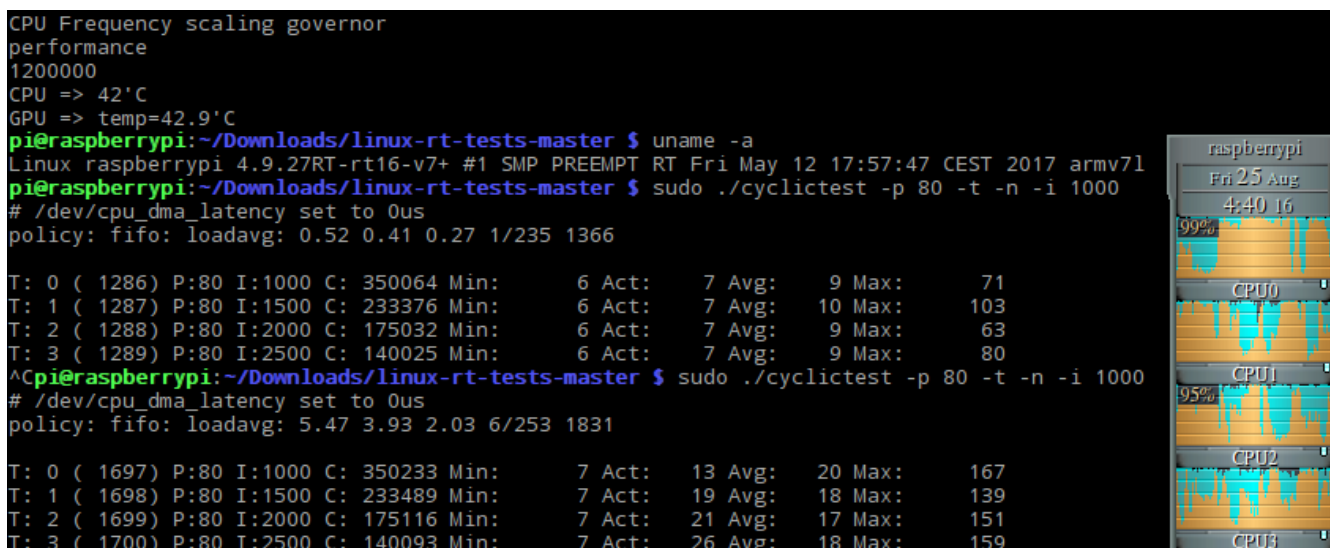 CPU Frequency scaling governor
performance
1200000
CPU => 42'C
GPU => temp=42.9'C
pi@raspberrypi:~/Downloads/linux-rt-tests-master $ uname -a
Linux raspberrypi 4.9.27RT-rt16-v7+ #1 SMP PREEMPT RT Fri May 12 17:57:47 CEST 2017 armv7l
pi@raspberrypi:~/Downloads/linux-rt-tests-master $ sudo ./cyclictest -p 80 -t -n -i 1000
# /dev/cpu_dma_latency set to 0us
policy: fifo: loadavg: 0.52 0.41 0.27 1/235 1366
T: 0 ( 1286) P:80 I:1000 C: 350064 Min:      6 Act:    7 Avg:    9 Max:      71
T: 1 ( 1287) P:80 I:1500 C: 233376 Min:      6 Act:    7 Avg:   10 Max:     103
T: 2 ( 1288) P:80 I:2000 C: 175032 Min:      6 Act:    7 Avg:    9 Max:      63
T: 3 ( 1289) P:80 I:2500 C: 140025 Min:      6 Act:    7 Avg:    9 Max:      80
^Cpi@raspberrypi:~/Downloads/linux-rt-tests-master $ sudo ./cyclictest -p 80 -t -n -i 1000
# /dev/cpu_dma_latency set to 0us
policy: fifo: loadavg: 5.47 3.93 2.03 6/253 1831
T: 0 ( 1697) P:80 I:1000 C: 350233 Min:      7 Act:   13 Avg:   20 Max:     167
T: 1 ( 1698) P:80 I:1500 C: 233489 Min:      7 Act:   19 Avg:   18 Max:     139
T: 2 ( 1699) P:80 I:2000 C: 175116 Min:      7 Act:   21 Avg:   17 Max:     151
T: 3 ( 1700) P:80 I:2500 C: 140093 Min:      7 Act:   26 Avg:   18 Max:     159
raspberrypi
Fri 25 Aug
4:40 16
99%
CPU0
CPU1
95%
CPU2
CPU3